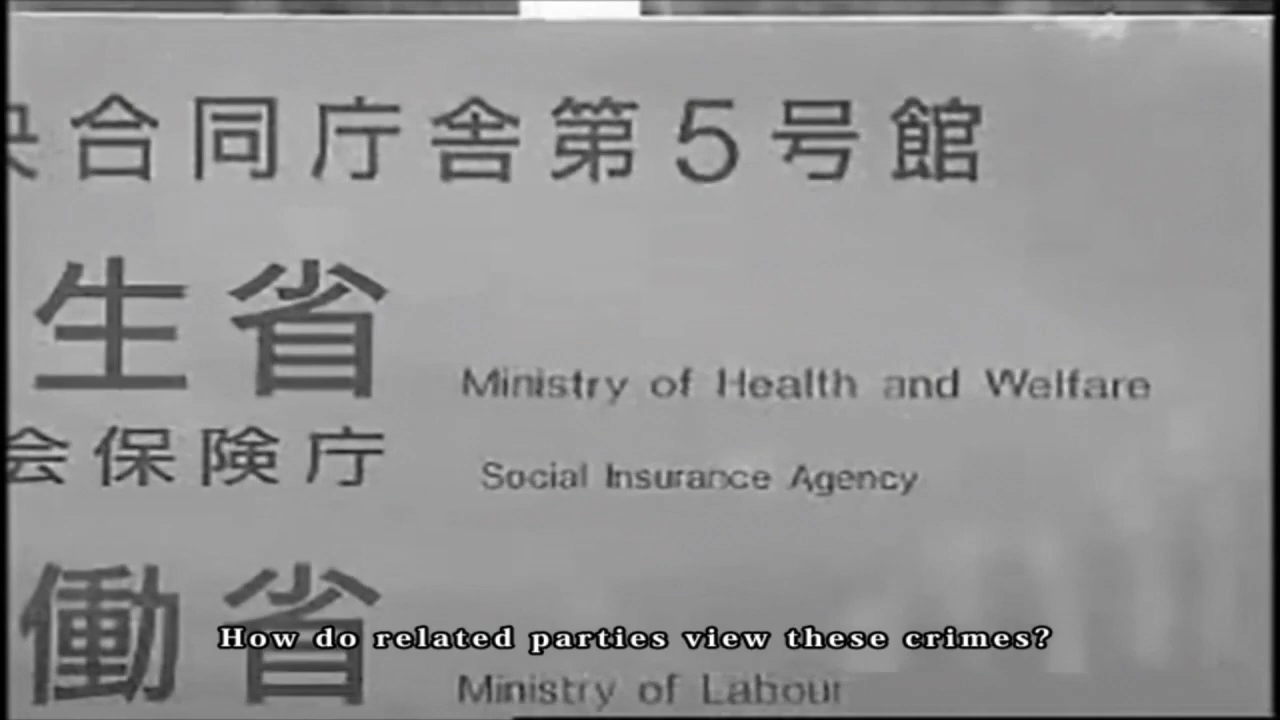 央合同庁舎第5号館
生省 Ministry of Health and Welfare
会保険庁 Social Insurance Agency
働省
How do related parties view these crimes?
Ministry of Labour